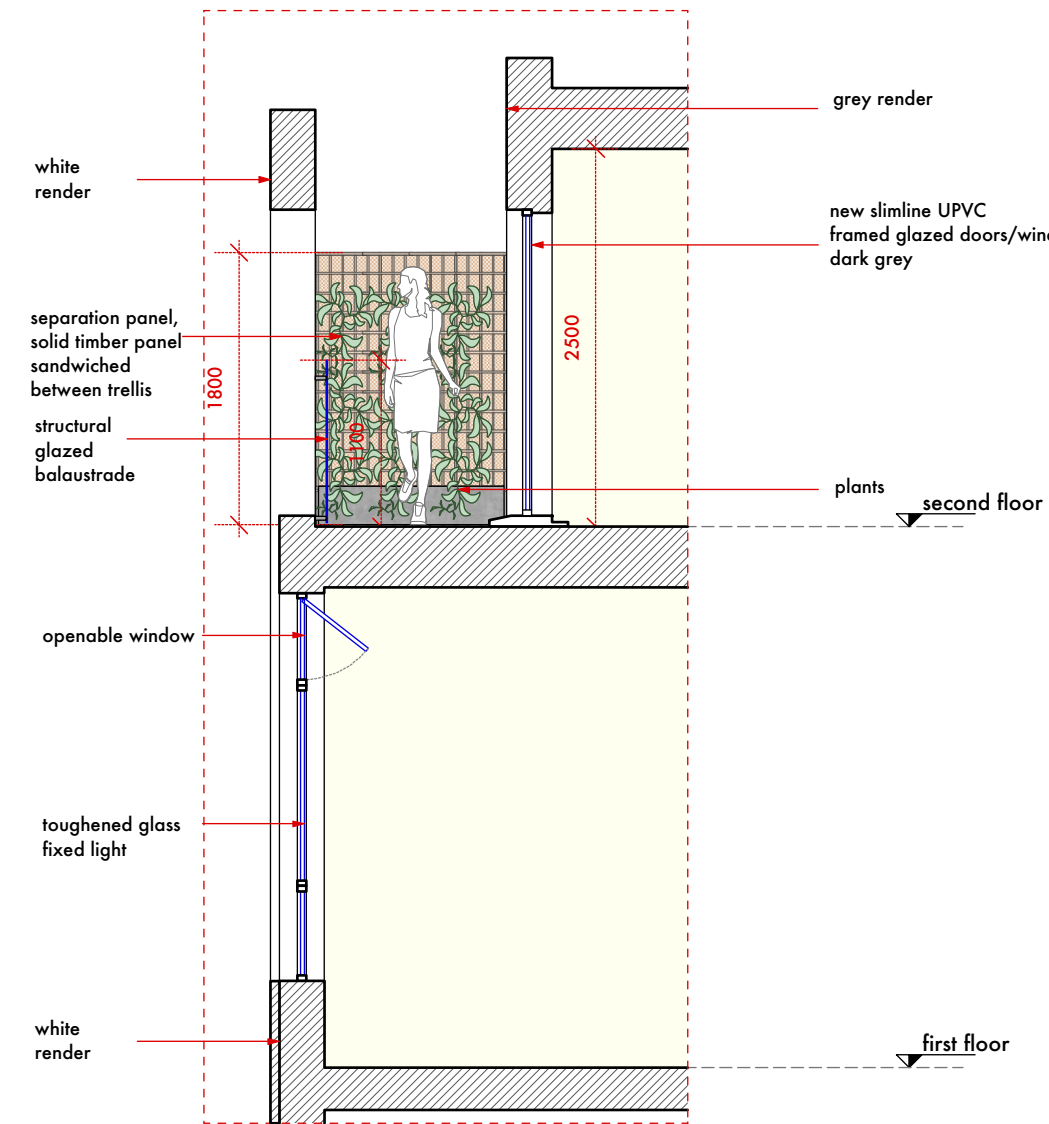 grey render
white
render
new slimline UPVC
framed glazed doors/wind
dark grey
separation panel,
solid timber panel
sandwiched
between trellis
1800
2500
1100
structural
glazed
balaustrade
plants
second floor
openable window
toughened glass
fixed light
white
render
first floor